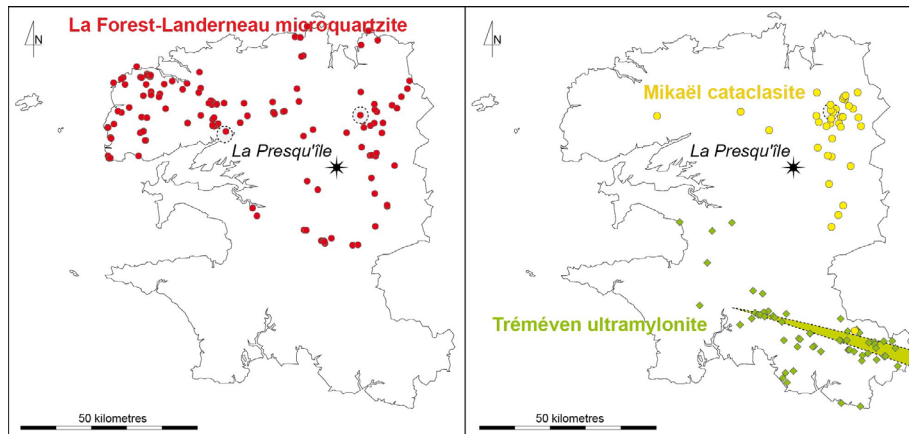 La Forest-Landerneau microquartzite
N
La Presqu'île
50 kilometres
N
Mikaël cataclasite
La Presqu'île
Tréméven ultramylonite
50 kilometres